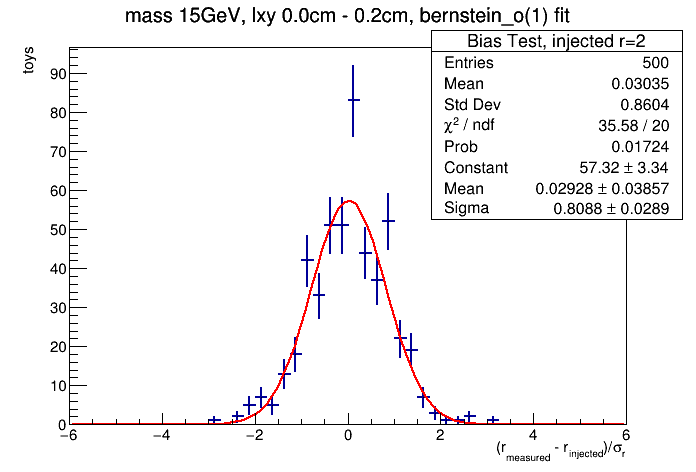 mass 15GeV, lxy 0.0cm - 0.2cm, bernstein_o(1) fit
Bias Test, injected r=2
Entries 500
Mean 0.03035
Std Dev 0.8604
χ² / ndf 35.58 / 20
Prob 0.01724
Constant 57.32 ± 3.34
Mean 0.02928 ± 0.03857
Sigma 0.8088 ± 0.0289
toys
90
80
70
60
50
40
30
20
10
0
−6 −4 −2 0 2 4 6
(r_measured - r_injected)/σ_r